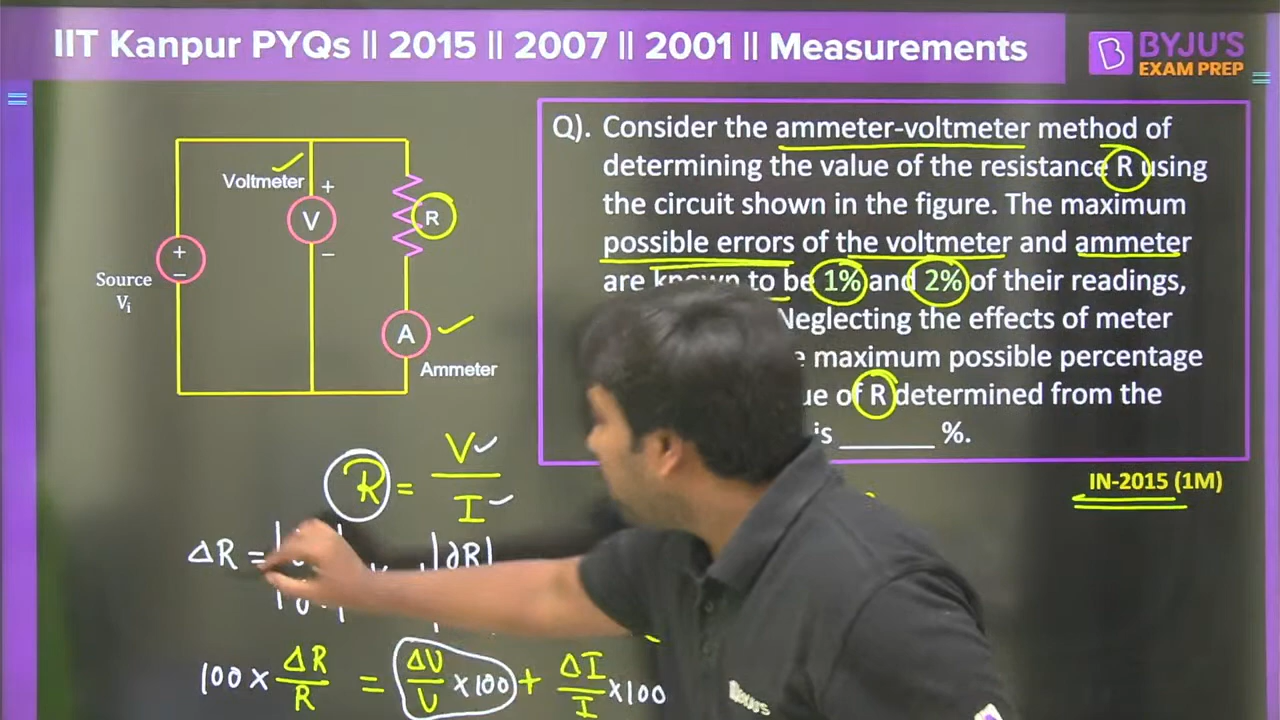 IIT Kanpur PYQs || 2015 || 2007 || 2001 || Measurements
BYJU'S
EXAM PREP
Voltmeter
+
V
−
R
+
−
Source
Vᵢ
A
Ammeter
Q). Consider the ammeter-voltmeter method of
determining the value of the resistance R using
the circuit shown in the figure. The maximum
possible errors of the voltmeter and ammeter
are known to be 1% and 2% of their readings,
Neglecting the effects of meter
maximum possible percentage
of R determined from the
is ______ %.
IN-2015 (1M)
R = V / I
ΔR = |∂R|
100 × ΔR/R = ΔV/V × 100 + ΔI/I × 100
BYJU'S